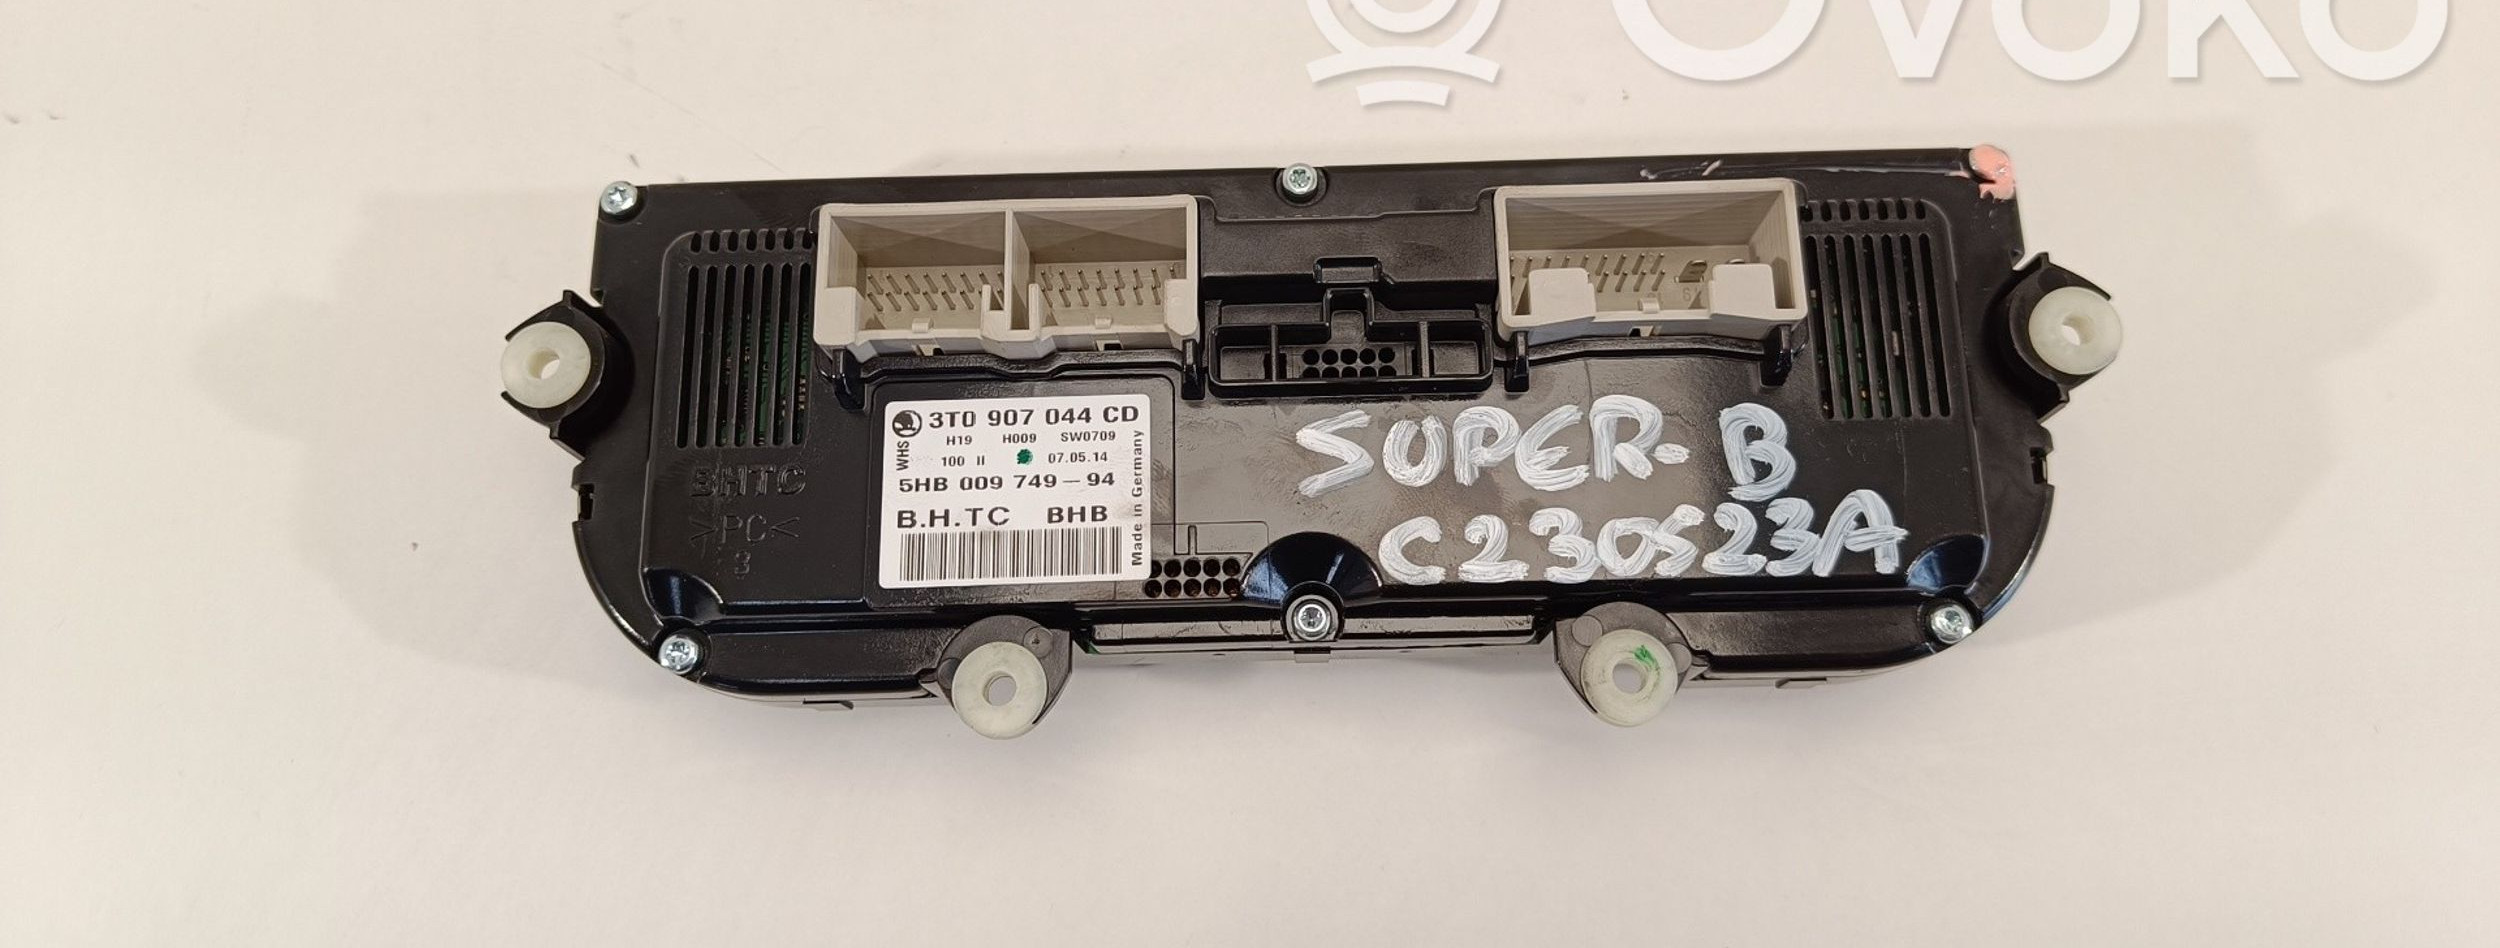 OVOKO
3T0 907 044 CD
H19 H009 SW0709
WHS
100 II 07.05.14
5HB 009 749-94
B.H.TC BHB
Made in Germany
BHTC
>PC<
SUPER-B
C230523A